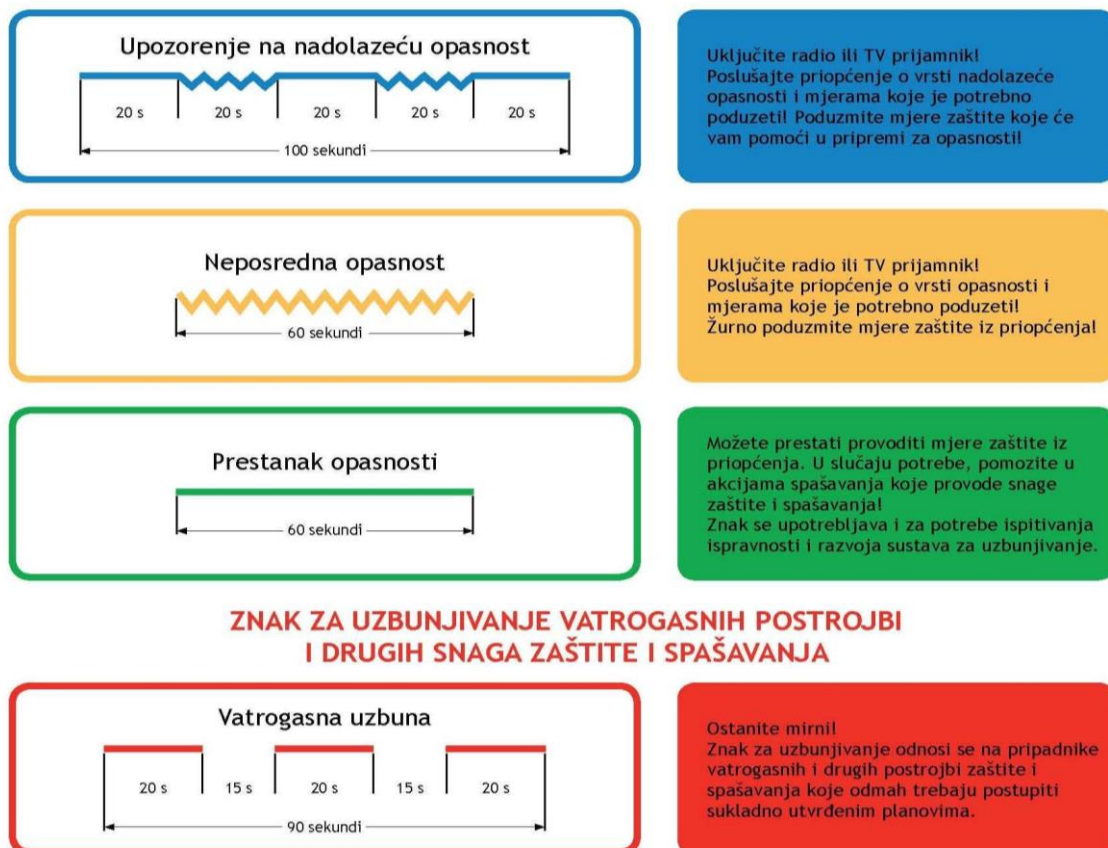 Upozorenje na nadolazeću opasnost
20 s 20 s 20 s 20 s 20 s
100 sekundi
Uključite radio ili TV prijamnik!
Poslušajte priopćenje o vrsti nadolazeće
opasnosti i mjerama koje je potrebno
poduzeti! Poduzmite mjere zaštite koje će
vam pomoći u pripremi za opasnosti!
Neposredna opasnost
60 sekundi
Uključite radio ili TV prijamnik!
Poslušajte priopćenje o vrsti opasnosti i
mjerama koje je potrebno poduzeti!
Žurno poduzmite mjere zaštite iz priopćenja!
Prestanak opasnosti
60 sekundi
Možete prestati provoditi mjere zaštite iz
priopćenja. U slučaju potrebe, pomozite u
akcijama spašavanja koje provode snage
zaštite i spašavanja!
Znak se upotrebljava i za potrebe ispitivanja
ispravnosti i razvoja sustava za uzbunjivanje.
ZNAK ZA UZBUNJIVANJE VATROGASNIH POSTROJBI
I DRUGIH SNAGA ZAŠTITE I SPAŠAVANJA
Vatrogasna uzbuna
20 s 15 s 20 s 15 s 20 s
90 sekundi
Ostanite mirni!
Znak za uzbunjivanje odnosi se na pripadnike
vatrogasnih i drugih postrojbi zaštite i
spašavanja koje odmah trebaju postupiti
sukladno utvrđenim planovima.